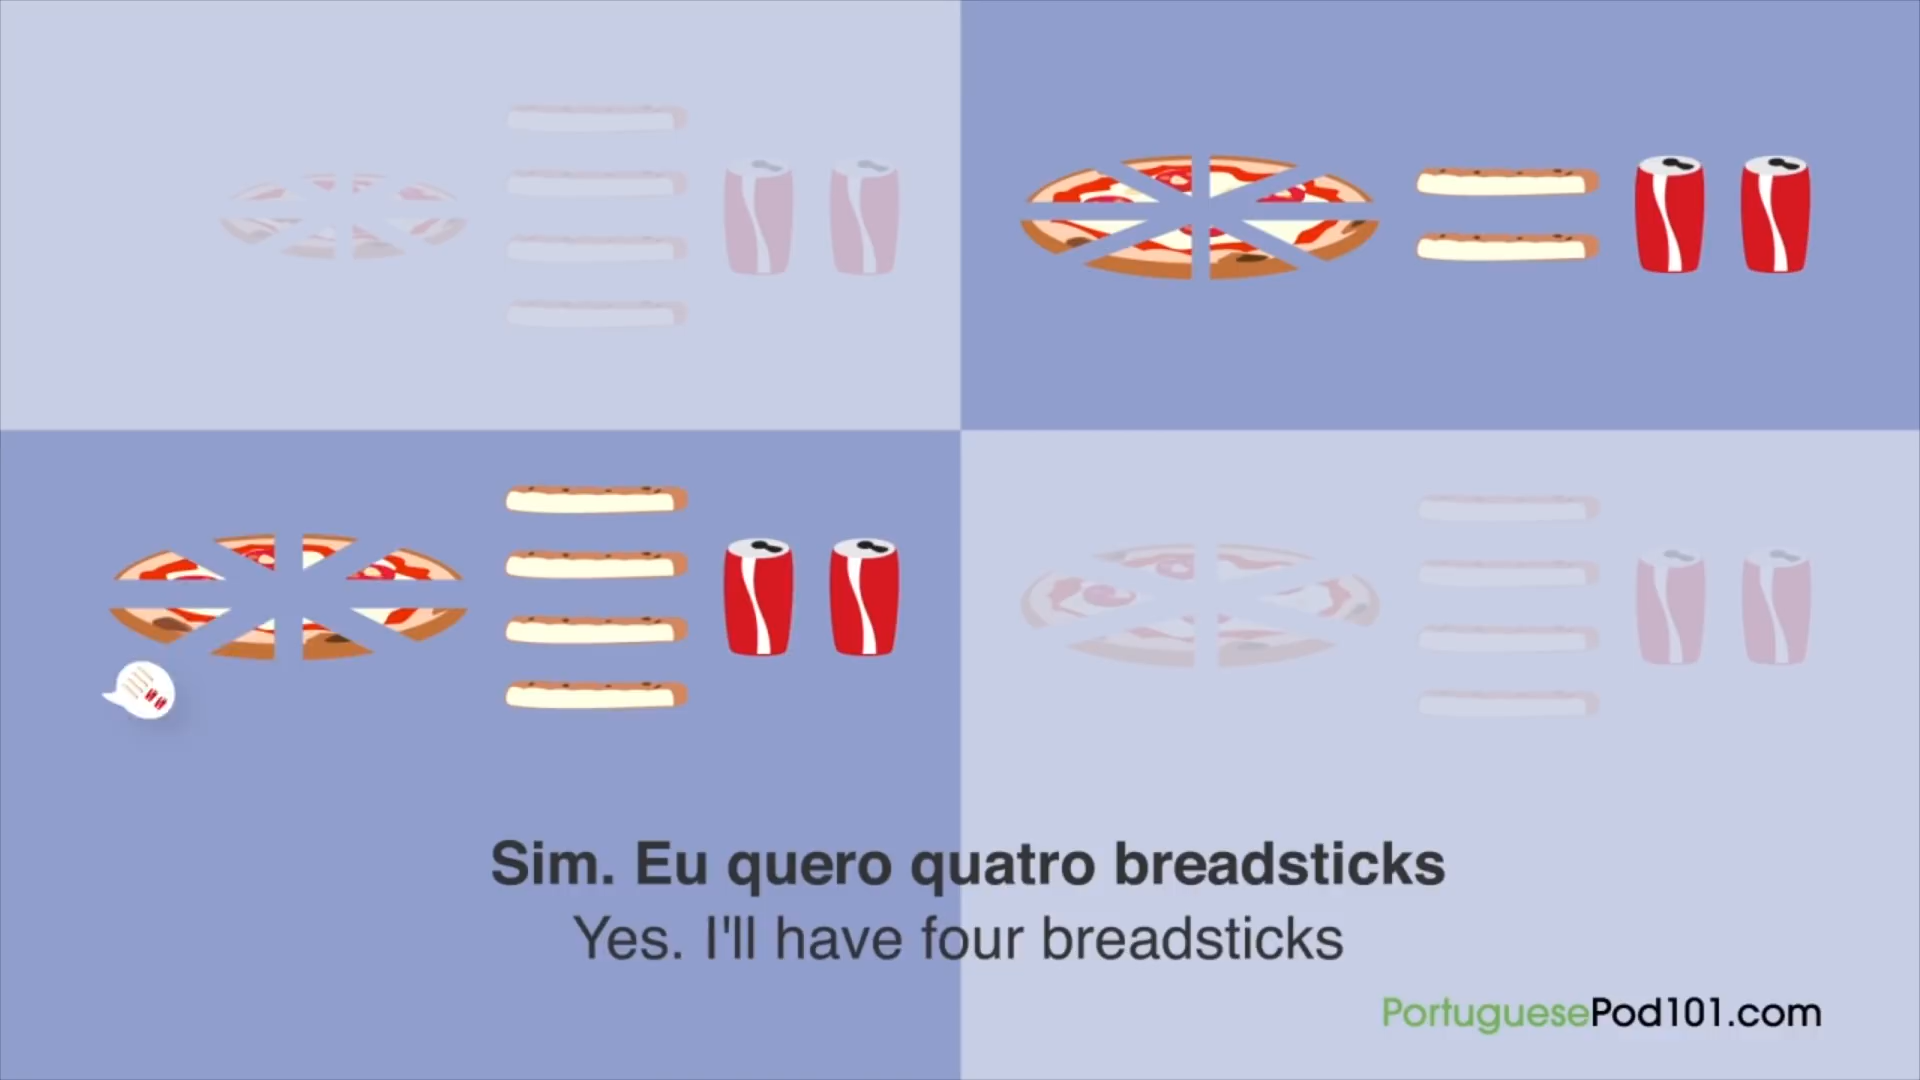 Sim. Eu quero quatro breadsticks
Yes. I'll have four breadsticks
PortuguesePod101.com